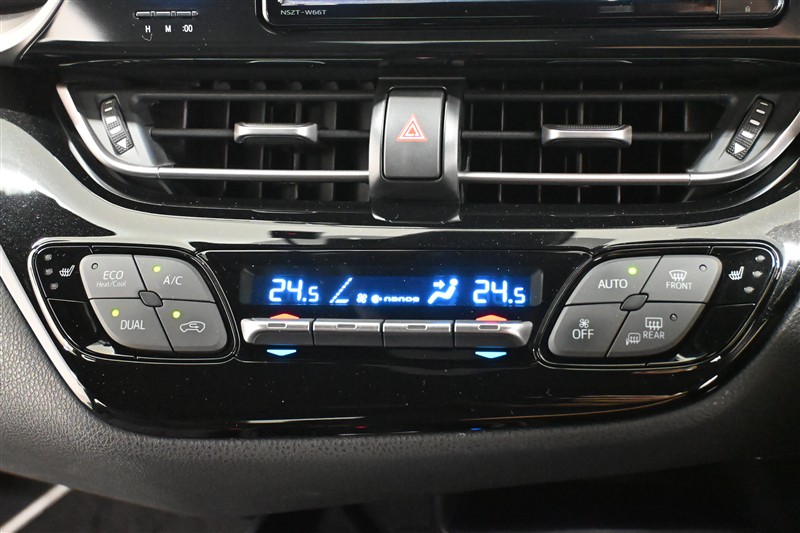 NSZT-W66T
H M :00
ECO
Heat/Cool
A/C
DUAL
24.5
nanoe
24.5
AUTO
FRONT
OFF
REAR